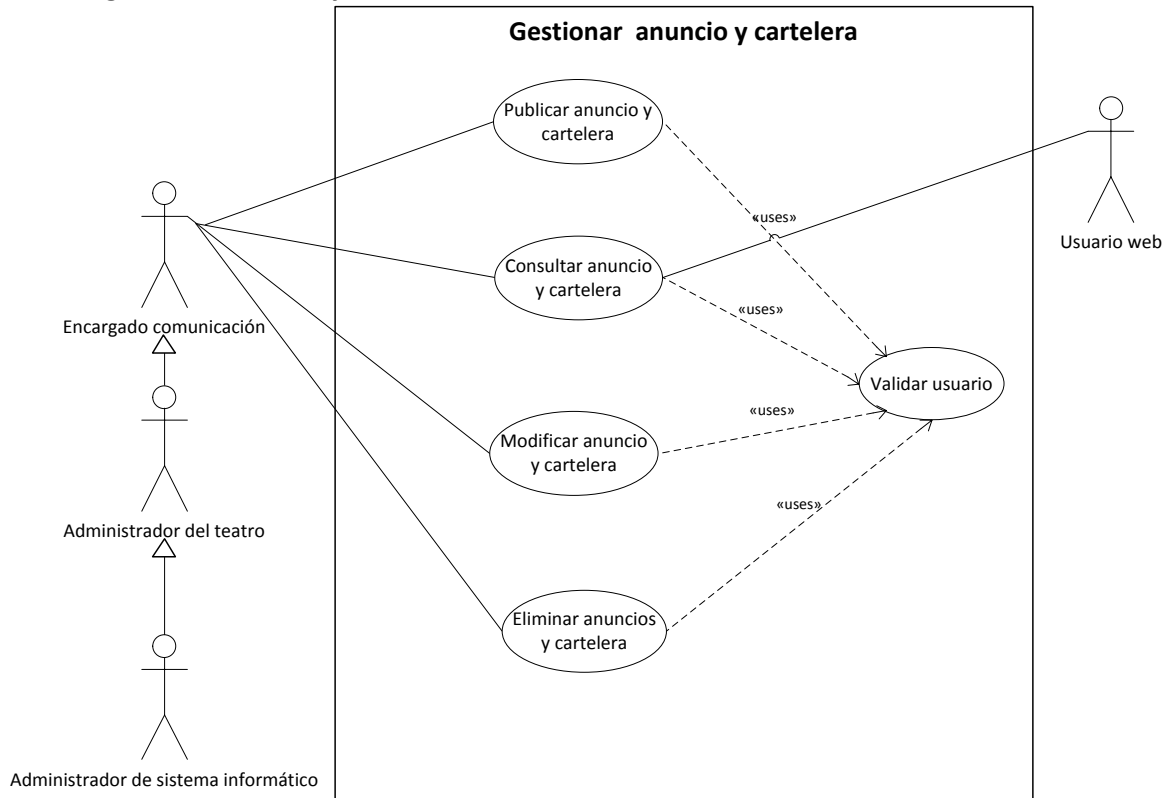 Gestionar anuncio y cartelera
Publicar anuncio y
cartelera
«uses»
Usuario web
Consultar anuncio
y cartelera
«uses»
Encargado comunicación
Validar usuario
«uses»
Modificar anuncio
y cartelera
«uses»
Administrador del teatro
Eliminar anuncios
y cartelera
Administrador de sistema informático